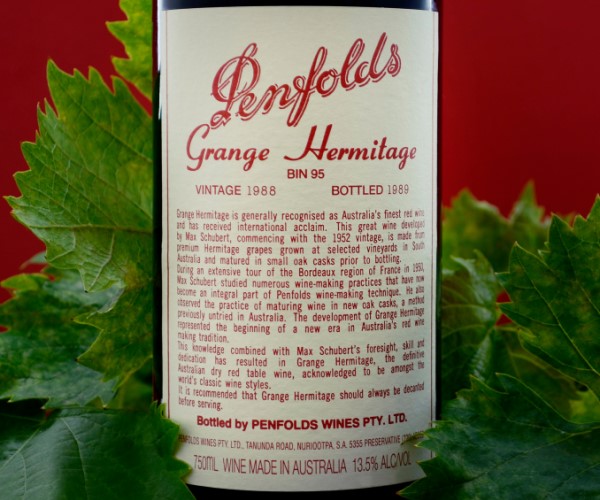 Penfolds
Grange Hermitage
BIN 95
VINTAGE 1988 BOTTLED 1989
Grange Hermitage is generally recognised as Australia's finest red wine
and has received international acclaim. This great wine developed
by Max Schubert, commencing with the 1952 vintage, is made from
premium Hermitage grapes grown at selected vineyards in South
Australia and matured in small oak casks prior to bottling.
During an extensive tour of the Bordeaux region of France in 1950,
Max Schubert studied numerous wine-making practices that have now
become an integral part of Penfolds wine-making technique. He also
observed the practice of maturing wine in new oak casks, a method
previously untried in Australia. The development of Grange Hermitage
represented the beginning of a new era in Australia's red wine
making tradition.
This knowledge combined with Max Schubert's foresight, skill and
dedication has resulted in Grange Hermitage, the definitive
Australian dry red table wine, acknowledged to be amongst the
world's classic wine styles.
It is recommended that Grange Hermitage should always be decanted
before serving.
Bottled by PENFOLDS WINES PTY. LTD.
PENFOLDS WINES PTY. LTD., TANUNDA ROAD, NURIOOTPA, S.A. 5355 PRESERVATIVE
750ML WINE MADE IN AUSTRALIA 13.5% ALC/VOL